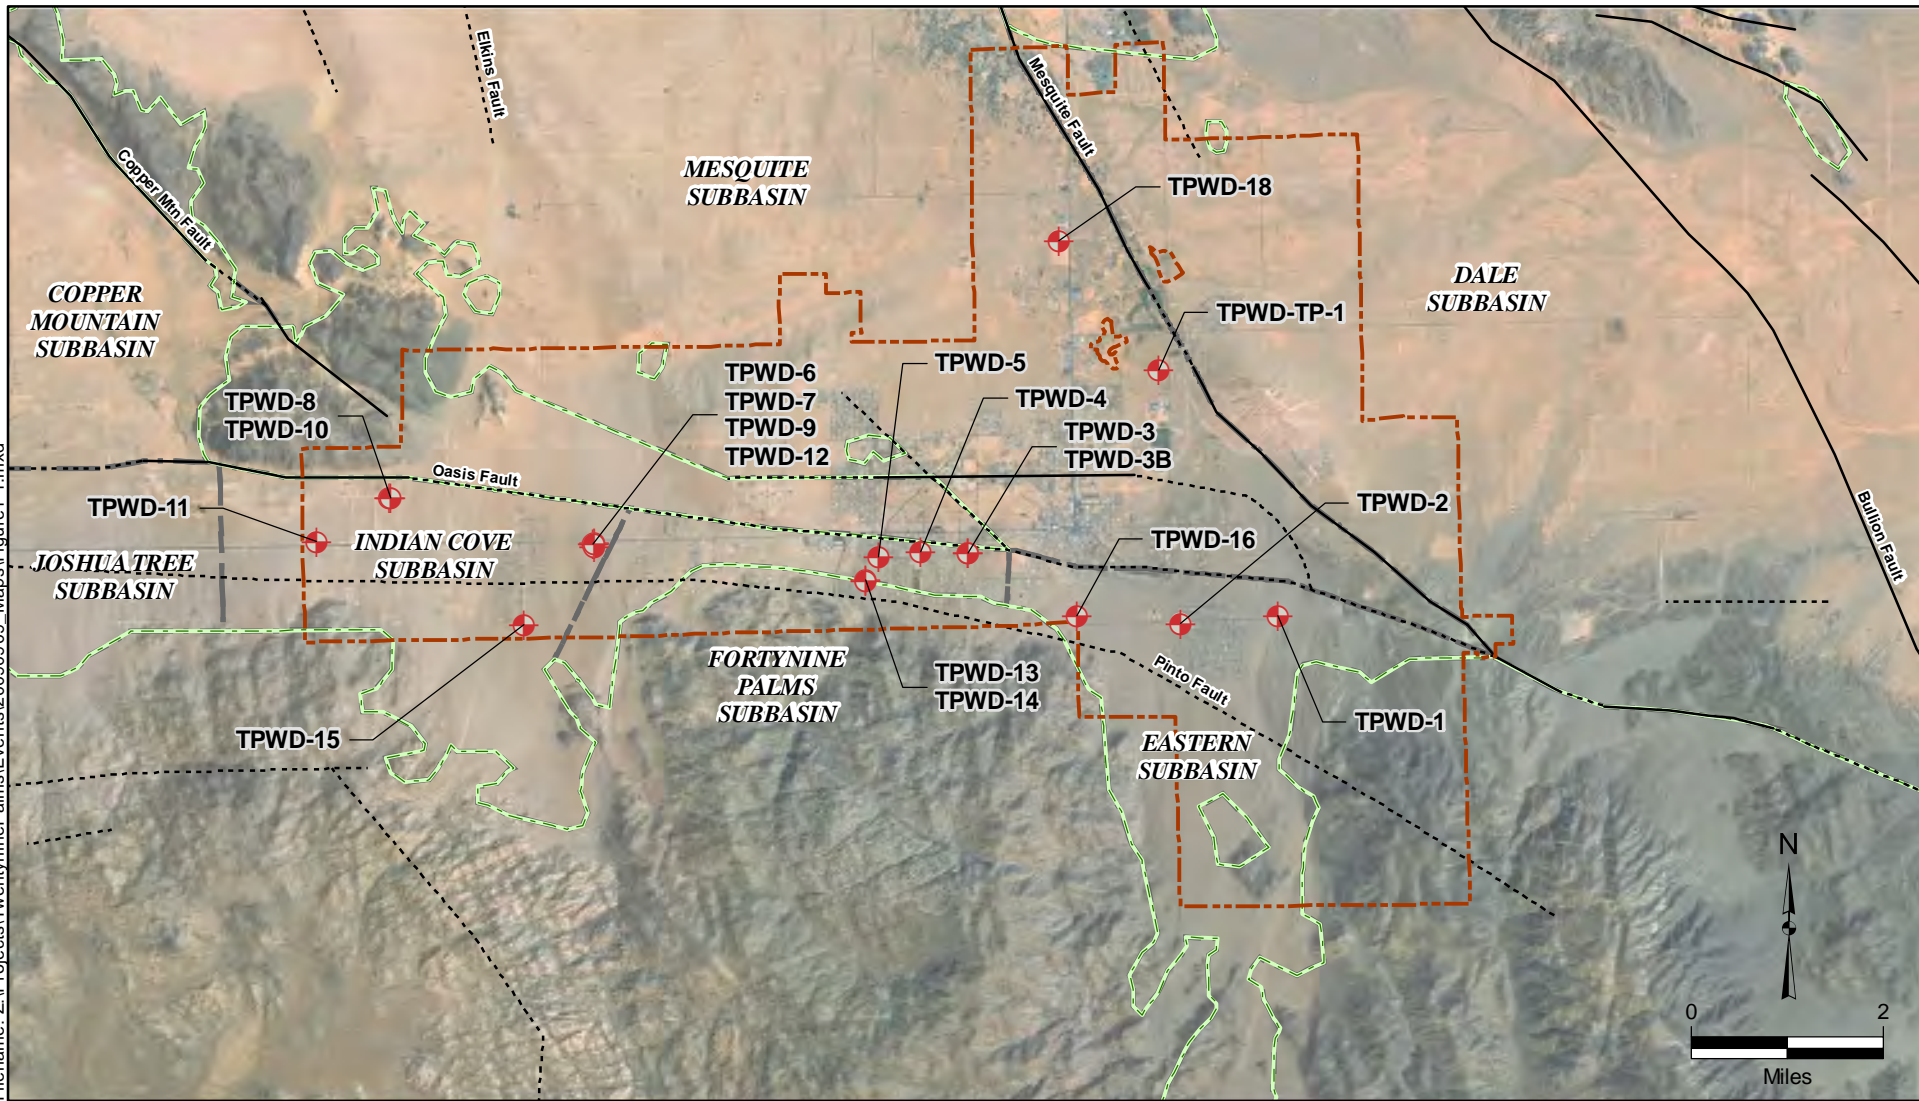 Elkins Fault
Mesquite Fault
MESQUITE
SUBBASIN
TPWD-18
Copper Mtn Fault
COPPER
MOUNTAIN
SUBBASIN
DALE
SUBBASIN
TPWD-TP-1
TPWD-5
TPWD-6
TPWD-7
TPWD-9
TPWD-12
TPWD-4
TPWD-8
TPWD-10
TPWD-3
TPWD-3B
Oasis Fault
TPWD-2
Bullion Fault
TPWD-11
INDIAN COVE
SUBBASIN
TPWD-16
JOSHUA TREE
SUBBASIN
FORTYNINE
PALMS
SUBBASIN
TPWD-13
TPWD-14
Pinto Fault
TPWD-1
TPWD-15
EASTERN
SUBBASIN
N
0 2
Miles